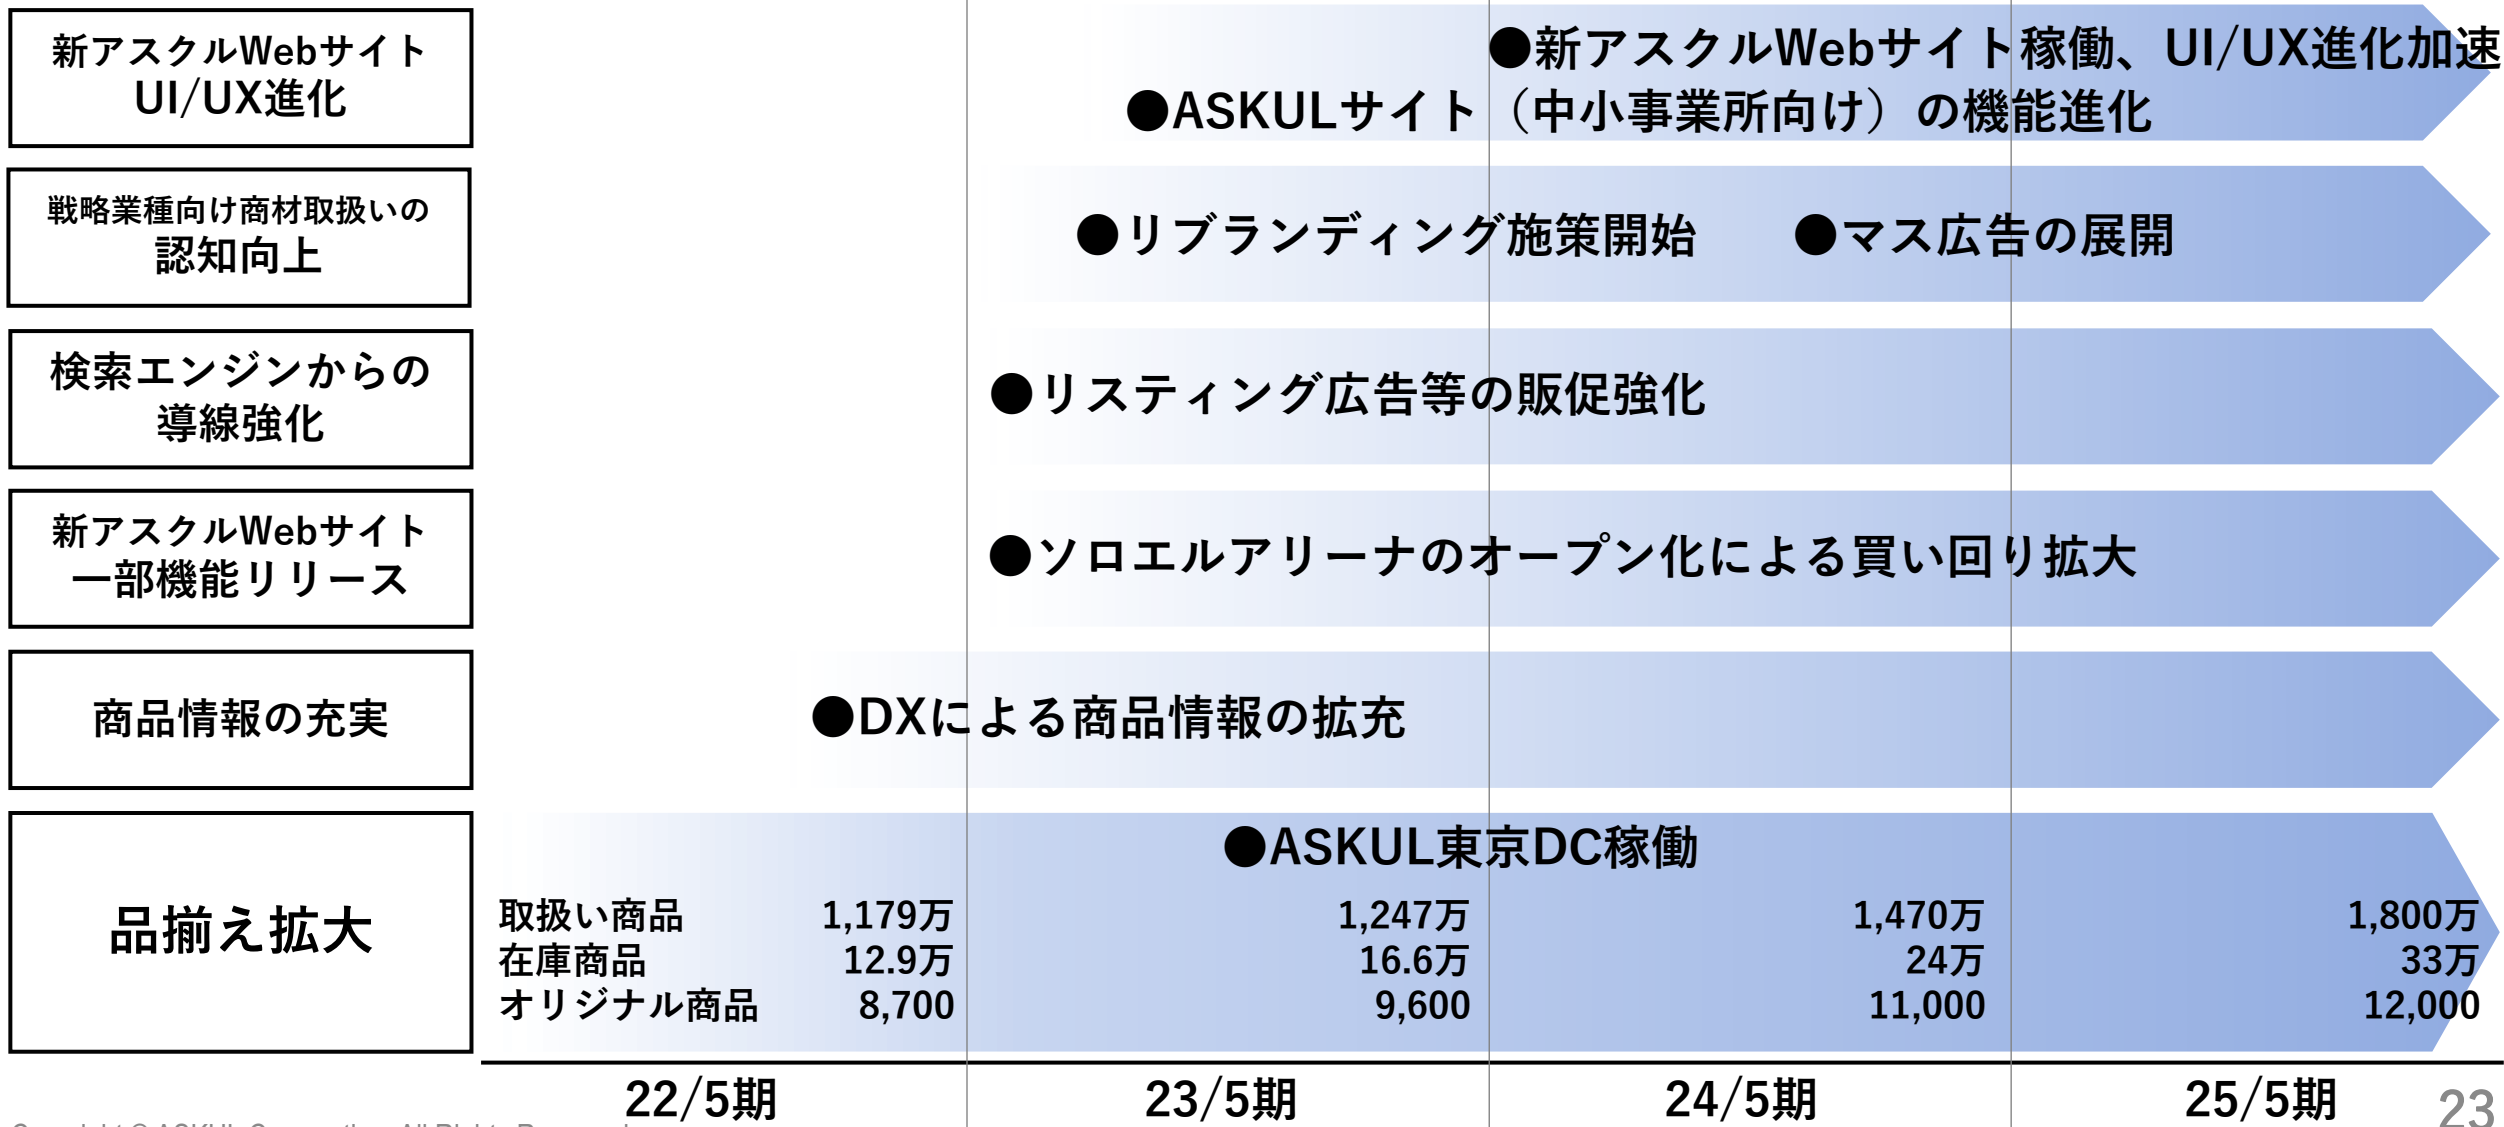 新アスクルWebサイト
UI/UX進化
●新アスクルWebサイト稼働、UI/UX進化加速
●ASKULサイト（中小事業所向け）の機能進化
戦略業種向け商材取扱いの
認知向上
●リブランディング施策開始
●マス広告の展開
検索エンジンからの
導線強化
●リスティング広告等の販促強化
新アスクルWebサイト
一部機能リリース
●ソロエルアリーナのオープン化による買い回り拡大
商品情報の充実
●DXによる商品情報の拡充
品揃え拡大
●ASKUL東京DC稼働
取扱い商品 1,179万 1,247万 1,470万 1,800万
在庫商品 12.9万 16.6万 24万 33万
オリジナル商品 8,700 9,600 11,000 12,000
22/5期 23/5期 24/5期 25/5期
23